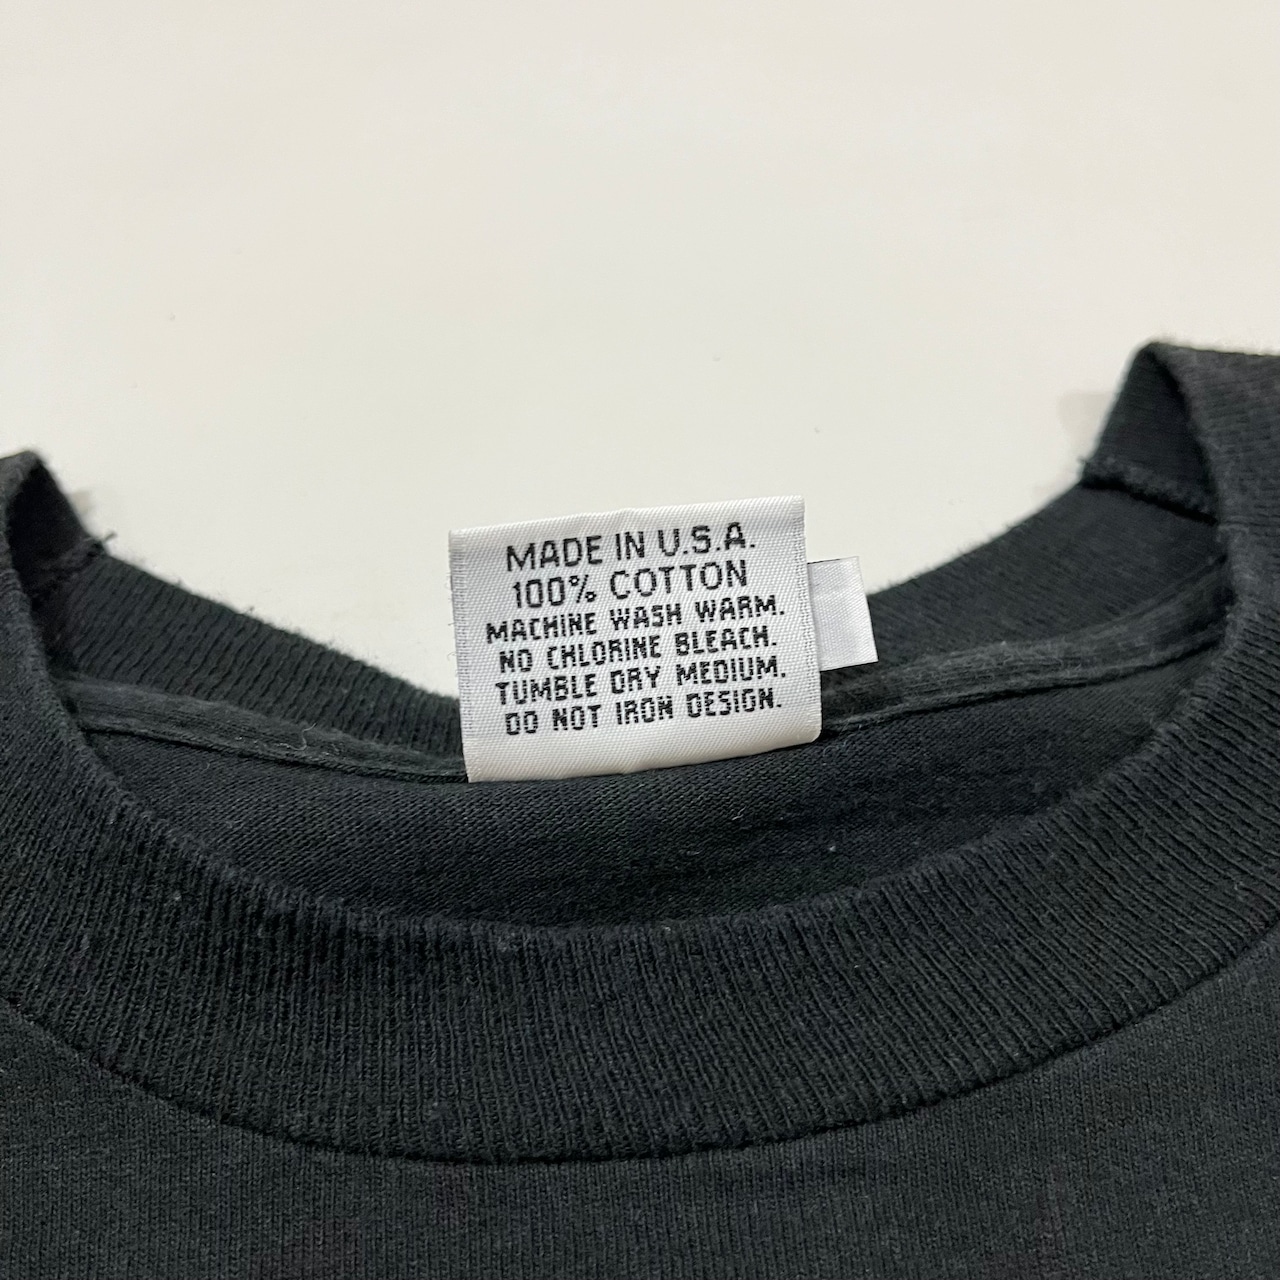 MADE IN U.S.A.
100% COTTON
MACHINE WASH WARM.
NO CHLORINE BLEACH.
TUMBLE DRY MEDIUM.
DO NOT IRON DESIGN.